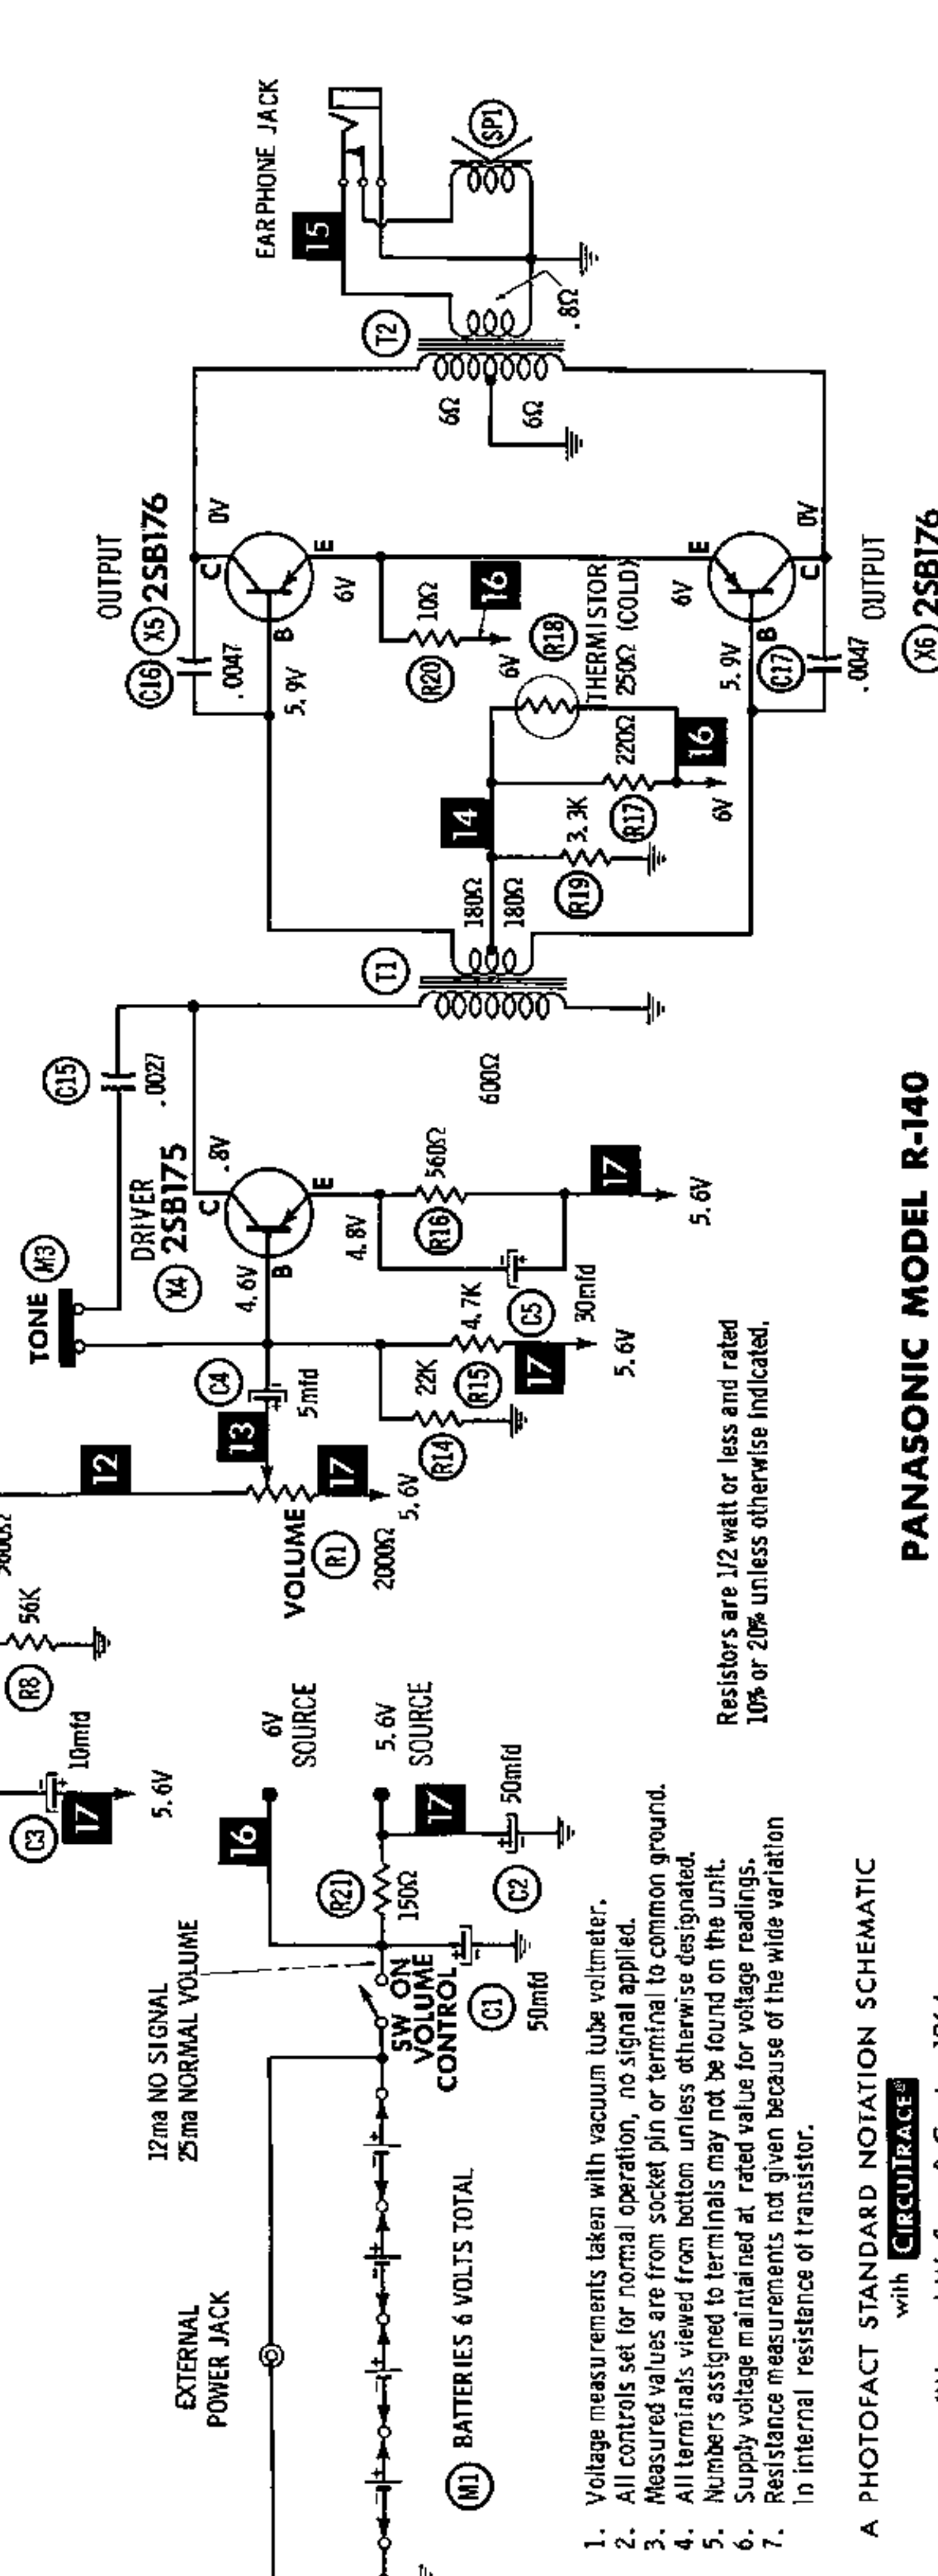 EARPHONE JACK
15
SP1
T2
.8Ω
6Ω
6Ω
OUTPUT
X5 2SB176
C
0V
E
6V
B
5.9V
C16
.0047
R20
10Ω
16
6V
R18
THERMISTOR
250Ω (COLD)
E
6V
C
0V
B
5.9V
C17
.0047
OUTPUT
X6 2SB176
14
220Ω
R17
16
6V
3.3K
R19
180Ω
180Ω
T1
600Ω
C15
.0027
DRIVER
2SB175
X4
C
.8V
E
4.8V
B
4.6V
R16
560Ω
17
5.6V
C5
30mfd
TONE
M3
C4
5mfd
4.7K
R15
17
5.6V
22K
R14
12
13
17
5.6V
VOLUME
R1
2000Ω
56K
R8
10mfd
C3
17
5.6V
6V
SOURCE
16
5.6V
SOURCE
17
50mfd
C2
R21
150Ω
12ma NO SIGNAL
25ma NORMAL VOLUME
SW ON
VOLUME
CONTROL
C1
50mfd
EXTERNAL
POWER JACK
M1 BATTERIES 6 VOLTS TOTAL
Resistors are 1/2 watt or less and rated
10% or 20% unless otherwise indicated.
1. Voltage measurements taken with vacuum tube voltmeter.
2. All controls set for normal operation, no signal applied.
3. Measured values are from socket pin or terminal to common ground.
4. All terminals viewed from bottom unless otherwise designated.
5. Numbers assigned to terminals may not be found on the unit.
6. Supply voltage maintained at rated value for voltage readings.
7. Resistance measurements not given because of the wide variation
in internal resistance of transistor.
PANASONIC MODEL R-140
A PHOTOFACT STANDARD NOTATION SCHEMATIC
with CIRCUITRACE®